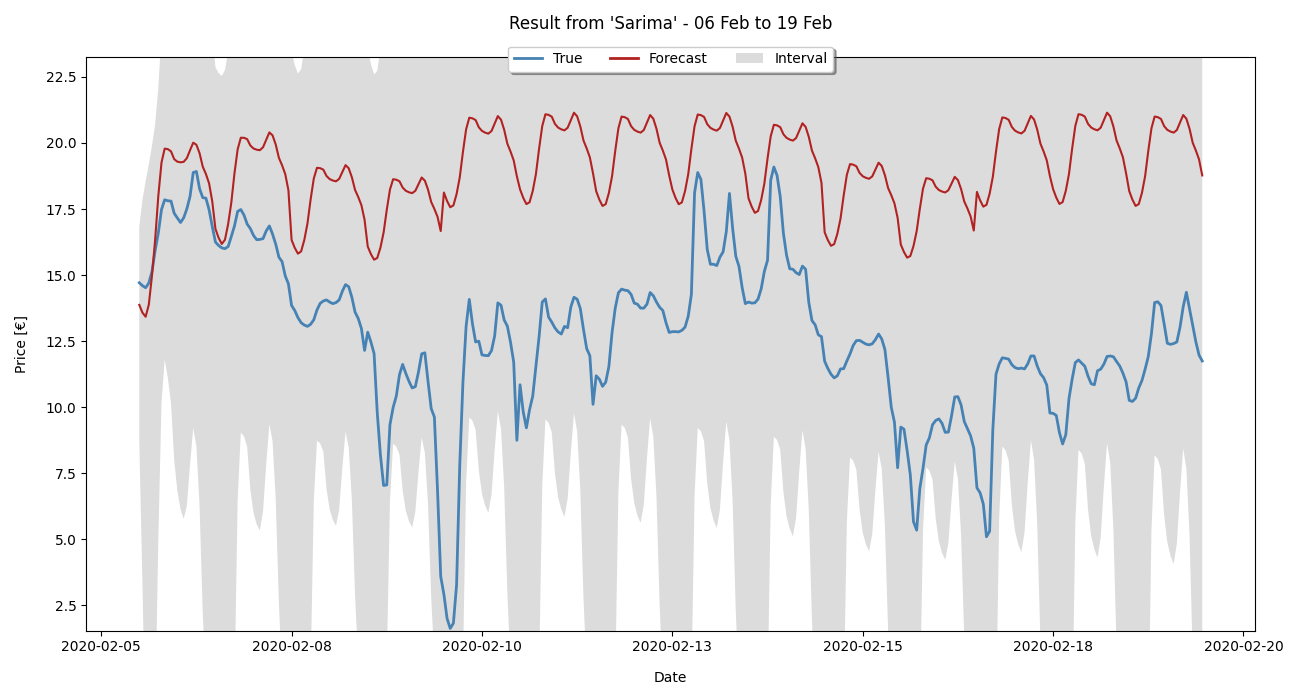 Result from 'Sarima' - 06 Feb to 19 Feb
True Forecast Interval
22.5
20.0
17.5
15.0
12.5
10.0
7.5
5.0
2.5
Price [€]
2020-02-05 2020-02-08 2020-02-10 2020-02-13 2020-02-15 2020-02-18 2020-02-20
Date